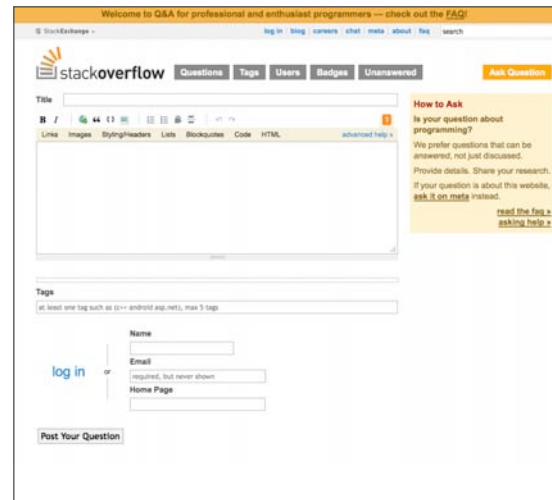 Welcome to Q&A for professional and enthusiast programmers — check out the FAQ!
StackExchange
log in | blog | careers | chat | meta | about | faq
search
stackoverflow
Questions
Tags
Users
Badges
Unanswered
Ask Question
Title
B I
?
Links Images Styling/Headers Lists Blockquotes Code HTML
advanced help »
How to Ask
Is your question about
programming?
We prefer questions that can be
answered, not just discussed.
Provide details. Share your research.
If your question is about this website,
ask it on meta instead.
read the faq »
asking help »
Tags
at least one tag such as (c++ android asp.net), max 5 tags
Name
log in
or
Email
required, but never shown
Home Page
Post Your Question